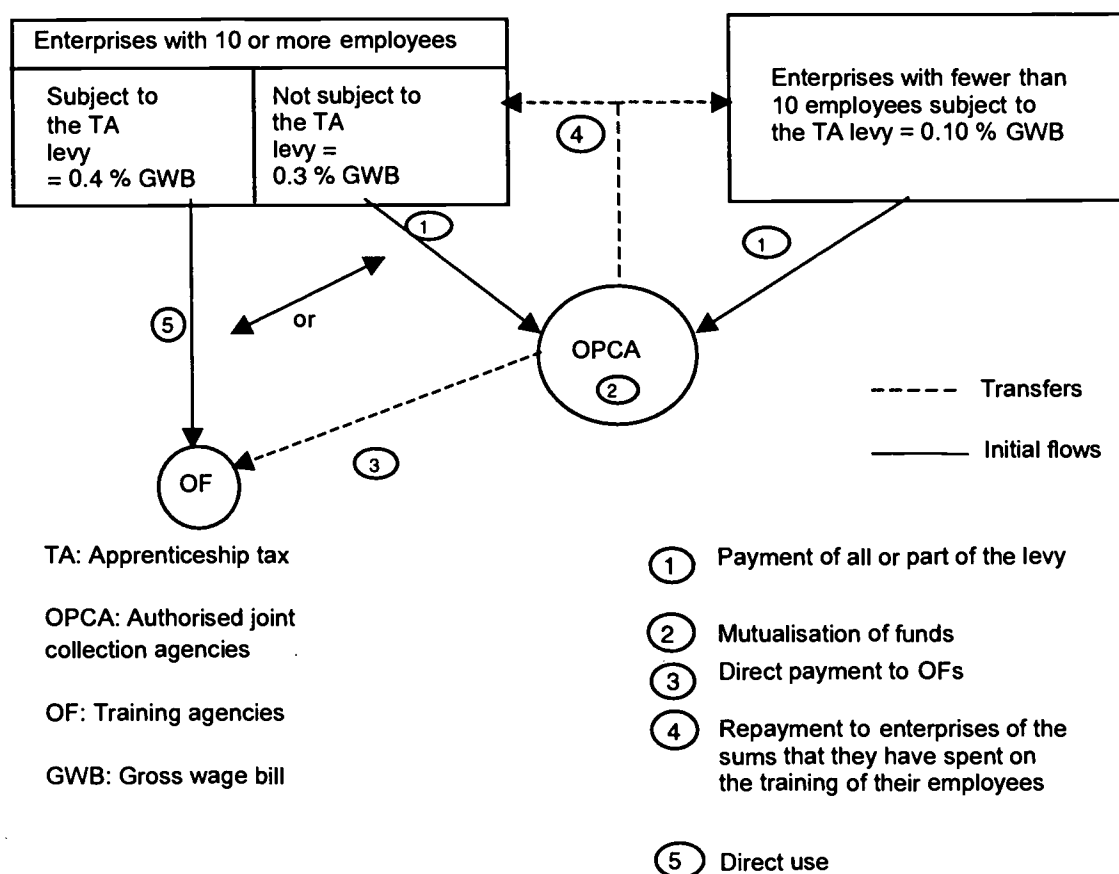 Enterprises with 10 or more employees
Subject to
the TA
levy
= 0.4 % GWB
Not subject to
the TA
levy =
0.3 % GWB
Enterprises with fewer than
10 employees subject to
the TA levy = 0.10 % GWB
4
1
1
5
or
OPCA
2
3
OF
Transfers
Initial flows
TA: Apprenticeship tax
OPCA: Authorised joint
collection agencies
OF: Training agencies
GWB: Gross wage bill
1 Payment of all or part of the levy
2 Mutualisation of funds
3 Direct payment to OFs
4 Repayment to enterprises of the
sums that they have spent on
the training of their employees
5 Direct use